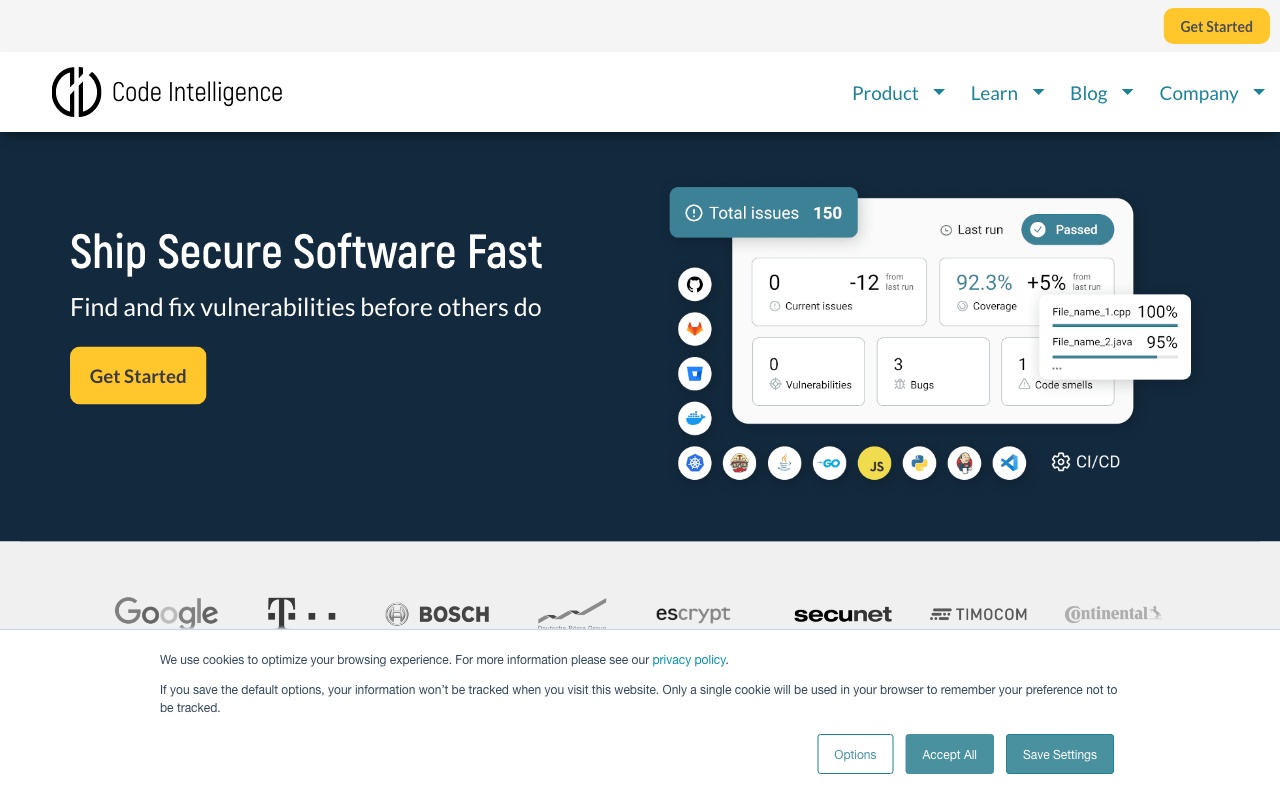 Get Started
Code Intelligence
Product
Learn
Blog
Company
Ship Secure Software Fast
Find and fix vulnerabilities before others do
Get Started
Total issues 150
Last run
Passed
0
-12 from last run
Current issues
92.3%
+5% from last run
Coverage
File_name_1.cpp 100%
File_name_2.java 95%
...
0
Vulnerabilities
3
Bugs
1
Code smells
GO
JS
CI/CD
Google
T
BOSCH
Deutsche Börse Group
escrypt
secunet
TIMOCOM
Continental
We use cookies to optimize your browsing experience. For more information please see our privacy policy.
If you save the default options, your information won't be tracked when you visit this website. Only a single cookie will be used in your browser to remember your preference not to
be tracked.
Options
Accept All
Save Settings